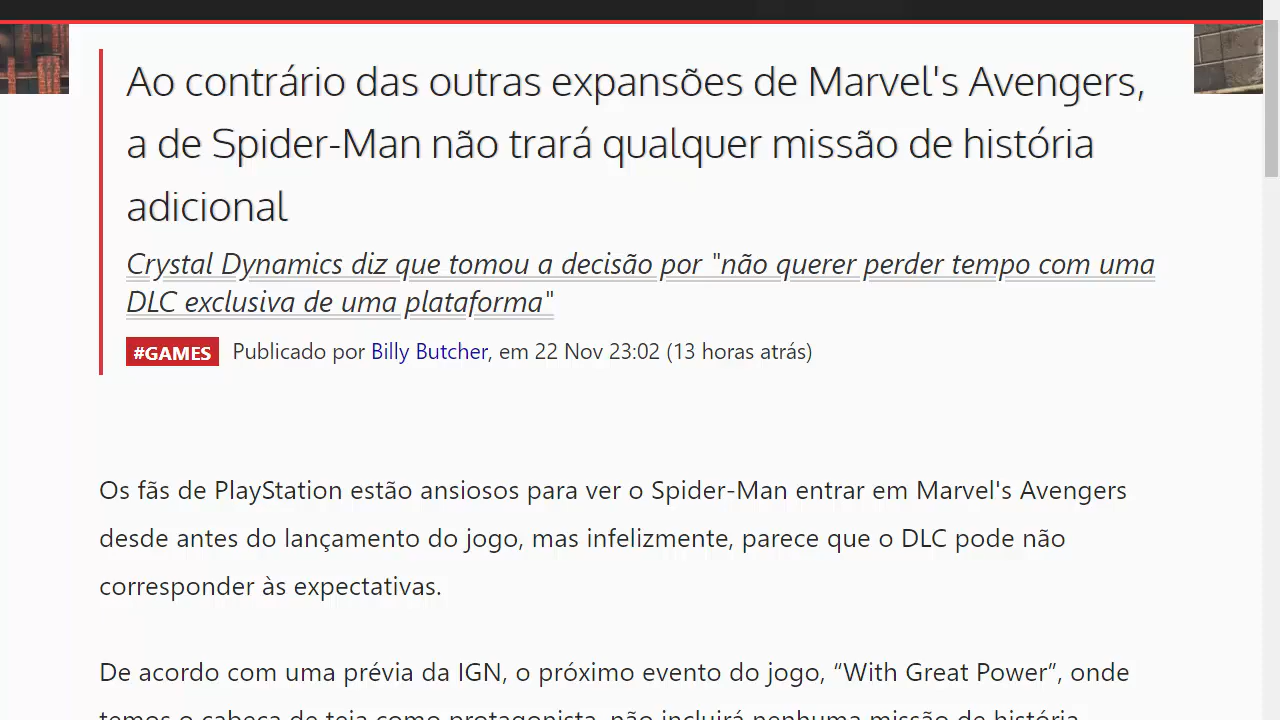 Ao contrário das outras expansões de Marvel's Avengers,
a de Spider-Man não trará qualquer missão de história
adicional
Crystal Dynamics diz que tomou a decisão por "não querer perder tempo com uma
DLC exclusiva de uma plataforma"
#GAMES Publicado por Billy Butcher, em 22 Nov 23:02 (13 horas atrás)
Os fãs de PlayStation estão ansiosos para ver o Spider-Man entrar em Marvel's Avengers
desde antes do lançamento do jogo, mas infelizmente, parece que o DLC pode não
corresponder às expectativas.
De acordo com uma prévia da IGN, o próximo evento do jogo, “With Great Power”, onde
temos o cabeça de teia como protagonista, não incluirá nenhuma missão de história